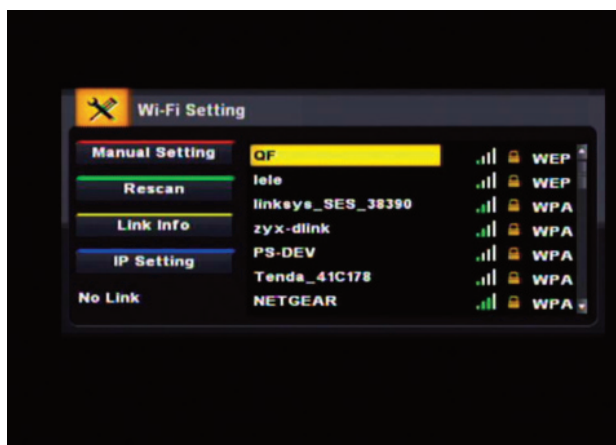 Wi-Fi Setting
Manual Setting
Rescan
Link Info
IP Setting
No Link
QF WEP
lele WEP
linksys_SES_38390 WPA
zyx-dlink WPA
PS-DEV WPA
Tenda_41C178 WPA
NETGEAR WPA